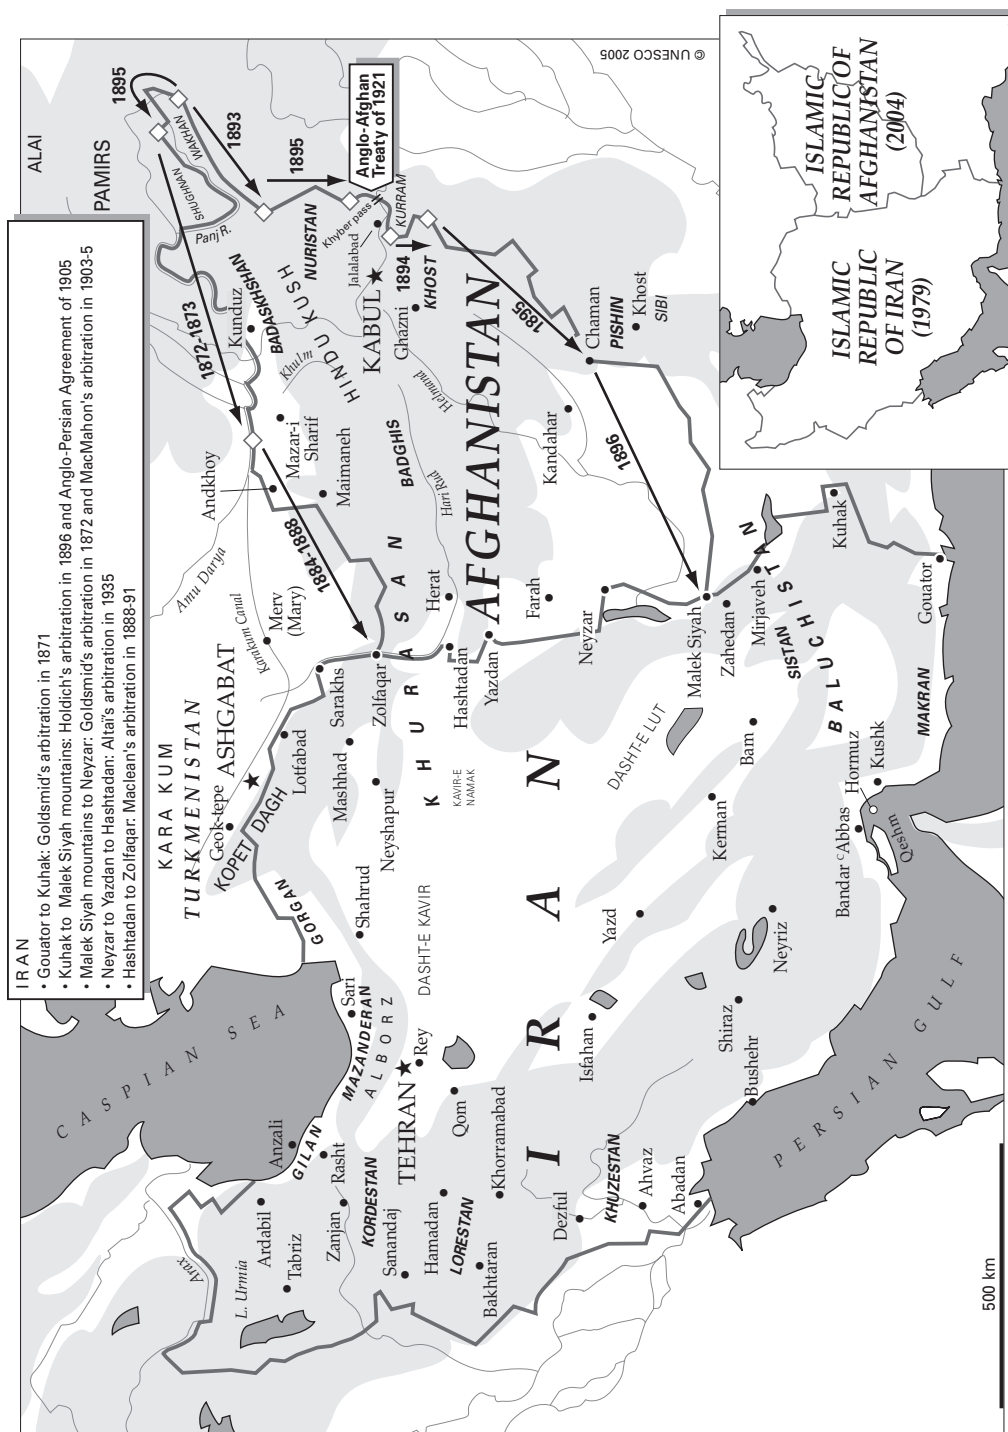 IRAN
• Gouator to Kuhak: Goldsmid's arbitration in 1871
• Kuhak to Malek Siyah mountains: Holdich's arbitration in 1896 and Anglo-Persian Agreement of 1905
• Malek Siyah mountains to Neyzar: Goldsmid's arbitration in 1872 and MacMahon's arbitration in 1903-5
• Neyzar to Yazdan to Hashtadan: Altaï's arbitration in 1935
• Hashtadan to Zolfaqar: Maclean's arbitration in 1888-91
ALAI
PAMIRS
1895
WAKHAN
SHUGHNAN
1893
1895
Panj R.
1872-1873
Anglo-Afghan
Treaty of 1921
Khyber pass
KURRAM
NURISTAN
BADASKHSHAN
Kunduz
HINDU KUSH
Khulm
Jalalabad
KABUL
1894
KHOST
Ghazni
Helmand
1895
Chaman
PISHIN
Khost
SIBI
© UNESCO 2005
KARA KUM
TURKMENISTAN
ASHGABAT
Geok-tepe
KOPET DAGH
Lotfabad
Amu Darya
Karakum Canal
Merv
(Mary)
Andkhoy
Mazar-i
Sharif
Maimaneh
1884-1888
BADGHIS
Hari Rud
AFGHANISTAN
Kandahar
1896
Herat
Farah
KHURASAN
Sarakhs
Zolfaqar
Mashhad
Neyshapur
KAVIR-E
NAMAK
Hashtadan
Yazdan
Neyzar
Malek Siyah
Zahedan
Mirjaveh
SISTAN
BALUCHISTAN
Kuhak
Gouator
MAKRAN
CASPIAN SEA
GORGAN
Shahrud
Sari
MAZANDERAN
ALBORZ
DASHT-E KAVIR
TEHRAN
Rey
Qom
IRAN
DASHT-E LUT
Bam
Kerman
Yazd
Neyriz
Hormuz
Kushk
Bandar ᶜAbbas
Qeshm
Isfahan
Shiraz
Bushehr
PERSIAN GULF
Anzali
GILAN
Rasht
Arax
Ardabil
L. Urmia
Tabriz
Zanjan
KORDESTAN
Sanandaj
Hamadan
LORESTAN
Khorramabad
Bakhtaran
Dezful
KHUZESTAN
Ahvaz
Abadan
500 km
ISLAMIC
REPUBLIC
OF IRAN
(1979)
ISLAMIC
REPUBLIC OF
AFGHANISTAN
(2004)